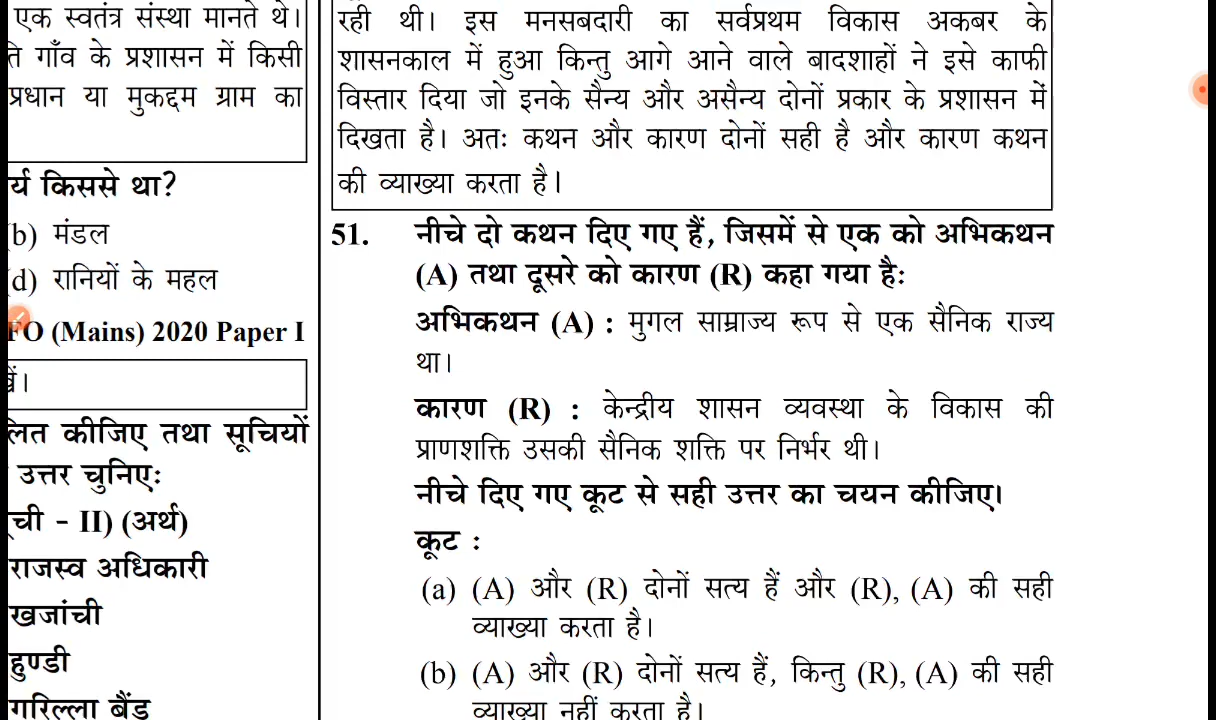 एक स्वतंत्र संस्था मानते थे।
ते गाँव के प्रशासन में किसी
प्रधान या मुकद्दम ग्राम का
र्य किससे था?
(b) मंडल
(d) रानियों के महल
FO (Mains) 2020 Paper I
लित कीजिए तथा सूचियों
उत्तर चुनिएः
ची - II) (अर्थ)
राजस्व अधिकारी
खजांची
हुण्डी
गुरिल्ला बैंड
रही थी। इस मनसबदारी का सर्वप्रथम विकास अकबर के
शासनकाल में हुआ किन्तु आगे आने वाले बादशाहों ने इसे काफी
विस्तार दिया जो इनके सैन्य और असैन्य दोनों प्रकार के प्रशासन में
दिखता है। अतः कथन और कारण दोनों सही है और कारण कथन
की व्याख्या करता है।
51. नीचे दो कथन दिए गए हैं, जिसमें से एक को अभिकथन
(A) तथा दूसरे को कारण (R) कहा गया हैः
अभिकथन (A) : मुगल साम्राज्य रूप से एक सैनिक राज्य
था।
कारण (R) : केन्द्रीय शासन व्यवस्था के विकास की
प्राणशक्ति उसकी सैनिक शक्ति पर निर्भर थी।
नीचे दिए गए कूट से सही उत्तर का चयन कीजिए।
कूट :
(a) (A) और (R) दोनों सत्य हैं और (R), (A) की सही
व्याख्या करता है।
(b) (A) और (R) दोनों सत्य हैं, किन्तु (R), (A) की सही
व्याख्या नहीं करता है।